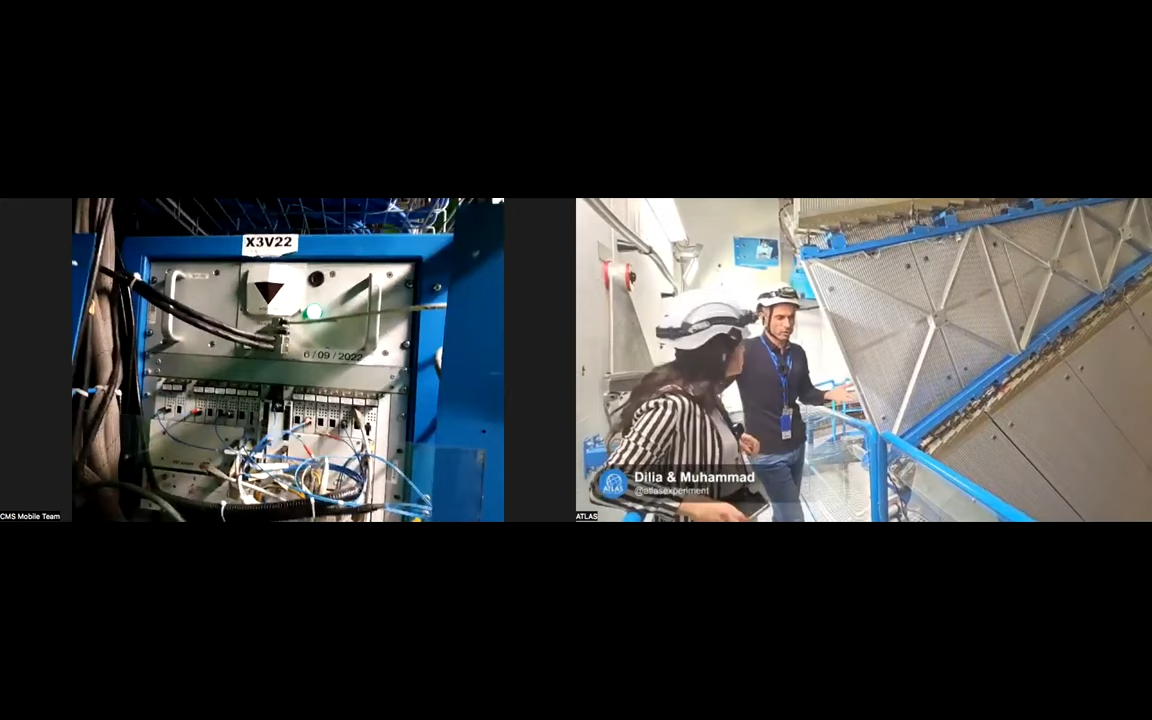 X3V22
6/09/2022
CMS Mobile Team
ATLAS
Dilia & Muhammad
@atlasexperiment
ATLAS